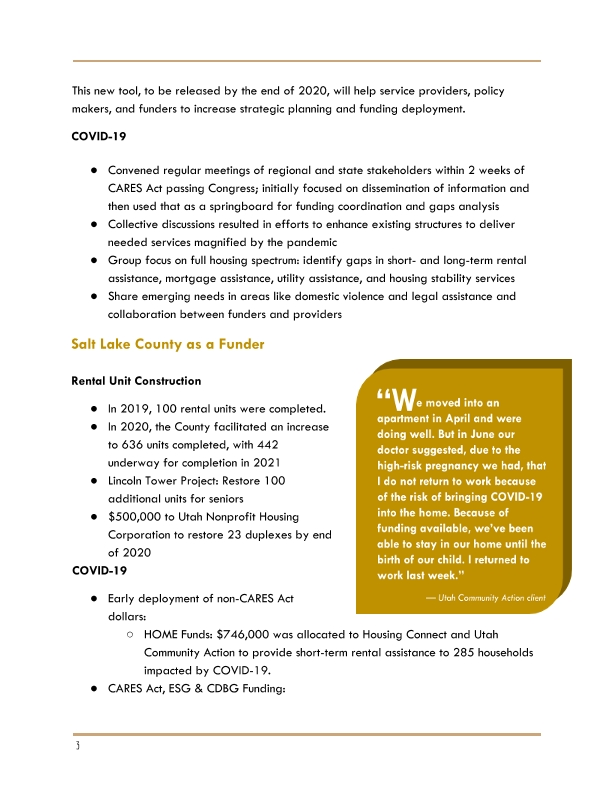 This new tool, to be released by the end of 2020, will help service providers, policy
makers, and funders to increase strategic planning and funding deployment.
COVID-19
● Convened regular meetings of regional and state stakeholders within 2 weeks of
CARES Act passing Congress; initially focused on dissemination of information and
then used that as a springboard for funding coordination and gaps analysis
● Collective discussions resulted in efforts to enhance existing structures to deliver
needed services magnified by the pandemic
● Group focus on full housing spectrum: identify gaps in short- and long-term rental
assistance, mortgage assistance, utility assistance, and housing stability services
● Share emerging needs in areas like domestic violence and legal assistance and
collaboration between funders and providers
Salt Lake County as a Funder
Rental Unit Construction
● In 2019, 100 rental units were completed.
● In 2020, the County facilitated an increase
to 636 units completed, with 442
underway for completion in 2021
● Lincoln Tower Project: Restore 100
additional units for seniors
● $500,000 to Utah Nonprofit Housing
Corporation to restore 23 duplexes by end
of 2020
“We moved into an
apartment in April and were
doing well. But in June our
doctor suggested, due to the
high-risk pregnancy we had, that
I do not return to work because
of the risk of bringing COVID-19
into the home. Because of
funding available, we’ve been
able to stay in our home until the
birth of our child. I returned to
work last week.”
— Utah Community Action client
COVID-19
● Early deployment of non-CARES Act
dollars:
○ HOME Funds: $746,000 was allocated to Housing Connect and Utah
Community Action to provide short-term rental assistance to 285 households
impacted by COVID-19.
● CARES Act, ESG & CDBG Funding:
3